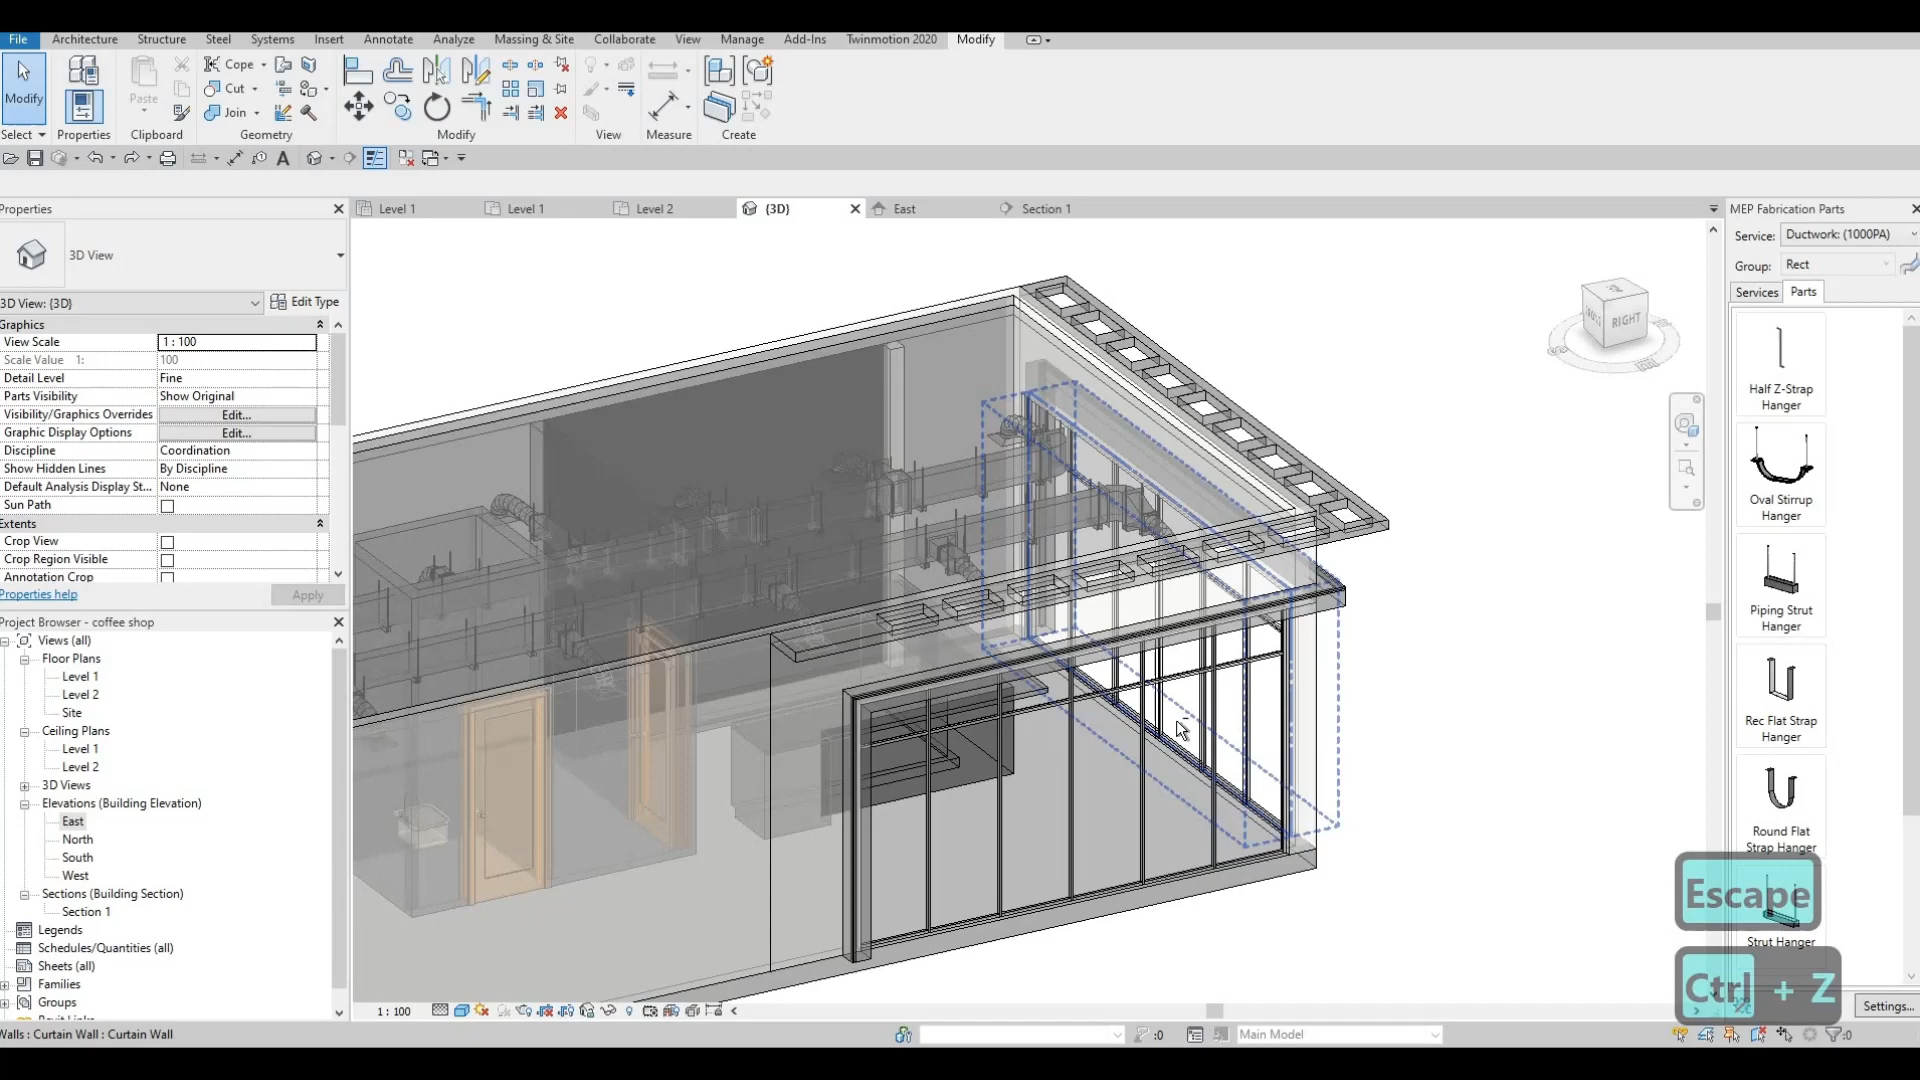 File Architecture Structure Steel Systems Insert Annotate Analyze Massing & Site Collaborate View Manage Add-Ins Twinmotion 2020 Modify
Modify Paste Cope Cut Join
Select Properties Clipboard Geometry Modify View Measure Create
Properties Level 1 Level 1 Level 2 {3D} East Section 1 MEP Fabrication Parts
3D View
Service: Ductwork: (1000PA)
Group: Rect
3D View: {3D} Edit Type
Services Parts
Graphics
View Scale 1 : 100
Scale Value 1: 100
Detail Level Fine
Parts Visibility Show Original
Visibility/Graphics Overrides Edit...
Graphic Display Options Edit...
Discipline Coordination
Show Hidden Lines By Discipline
Default Analysis Display St... None
Sun Path
Extents
Crop View
Crop Region Visible
Annotation Crop
Properties help Apply
Project Browser - coffee shop
Views (all)
Floor Plans
Level 1
Level 2
Site
Ceiling Plans
Level 1
Level 2
3D Views
Elevations (Building Elevation)
East
North
South
West
Sections (Building Section)
Section 1
Legends
Schedules/Quantities (all)
Sheets (all)
Families
Groups
RIGHT
Half Z-Strap
Hanger
Oval Stirrup
Hanger
Piping Strut
Hanger
Rec Flat Strap
Hanger
Round Flat
Strap Hanger
Strut Hanger
Escape
Ctrl + Z
Settings...
1 : 100
Walls : Curtain Wall : Curtain Wall
:0 Main Model :0